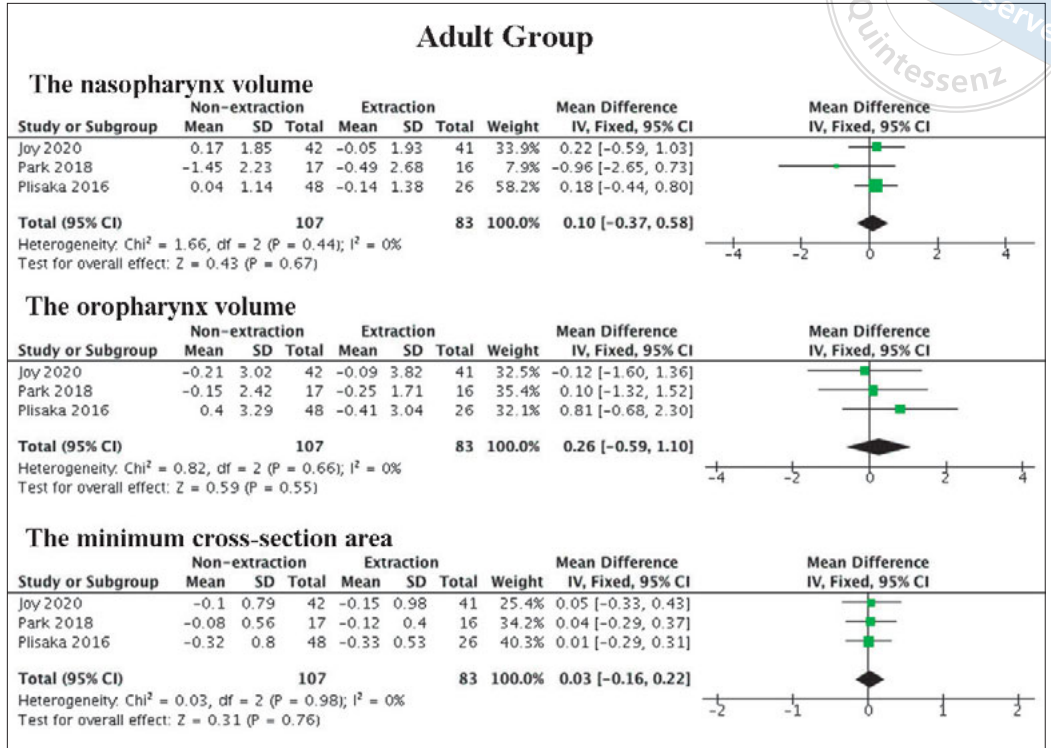 Quintessenz
Adult Group
The nasopharynx volume
Non-extraction Extraction Mean Difference Mean Difference
Study or Subgroup Mean SD Total Mean SD Total Weight IV, Fixed, 95% CI IV, Fixed, 95% CI
Joy 2020 0.17 1.85 42 -0.05 1.93 41 33.9% 0.22 [-0.59, 1.03]
Park 2018 -1.45 2.23 17 -0.49 2.68 16 7.9% -0.96 [-2.65, 0.73]
Plisaka 2016 0.04 1.14 48 -0.14 1.38 26 58.2% 0.18 [-0.44, 0.80]
Total (95% CI) 107 83 100.0% 0.10 [-0.37, 0.58]
Heterogeneity: Chi² = 1.66, df = 2 (P = 0.44); I² = 0%
Test for overall effect: Z = 0.43 (P = 0.67)
-4 -2 0 2 4
The oropharynx volume
Non-extraction Extraction Mean Difference Mean Difference
Study or Subgroup Mean SD Total Mean SD Total Weight IV, Fixed, 95% CI IV, Fixed, 95% CI
Joy 2020 -0.21 3.02 42 -0.09 3.82 41 32.5% -0.12 [-1.60, 1.36]
Park 2018 -0.15 2.42 17 -0.25 1.71 16 35.4% 0.10 [-1.32, 1.52]
Plisaka 2016 0.4 3.29 48 -0.41 3.04 26 32.1% 0.81 [-0.68, 2.30]
Total (95% CI) 107 83 100.0% 0.26 [-0.59, 1.10]
Heterogeneity: Chi² = 0.82, df = 2 (P = 0.66); I² = 0%
Test for overall effect: Z = 0.59 (P = 0.55)
-4 -2 0 2 4
The minimum cross-section area
Non-extraction Extraction Mean Difference Mean Difference
Study or Subgroup Mean SD Total Mean SD Total Weight IV, Fixed, 95% CI IV, Fixed, 95% CI
Joy 2020 -0.1 0.79 42 -0.15 0.98 41 25.4% 0.05 [-0.33, 0.43]
Park 2018 -0.08 0.56 17 -0.12 0.4 16 34.2% 0.04 [-0.29, 0.37]
Plisaka 2016 -0.32 0.8 48 -0.33 0.53 26 40.3% 0.01 [-0.29, 0.31]
Total (95% CI) 107 83 100.0% 0.03 [-0.16, 0.22]
Heterogeneity: Chi² = 0.03, df = 2 (P = 0.98); I² = 0%
Test for overall effect: Z = 0.31 (P = 0.76)
-2 -1 0 1 2